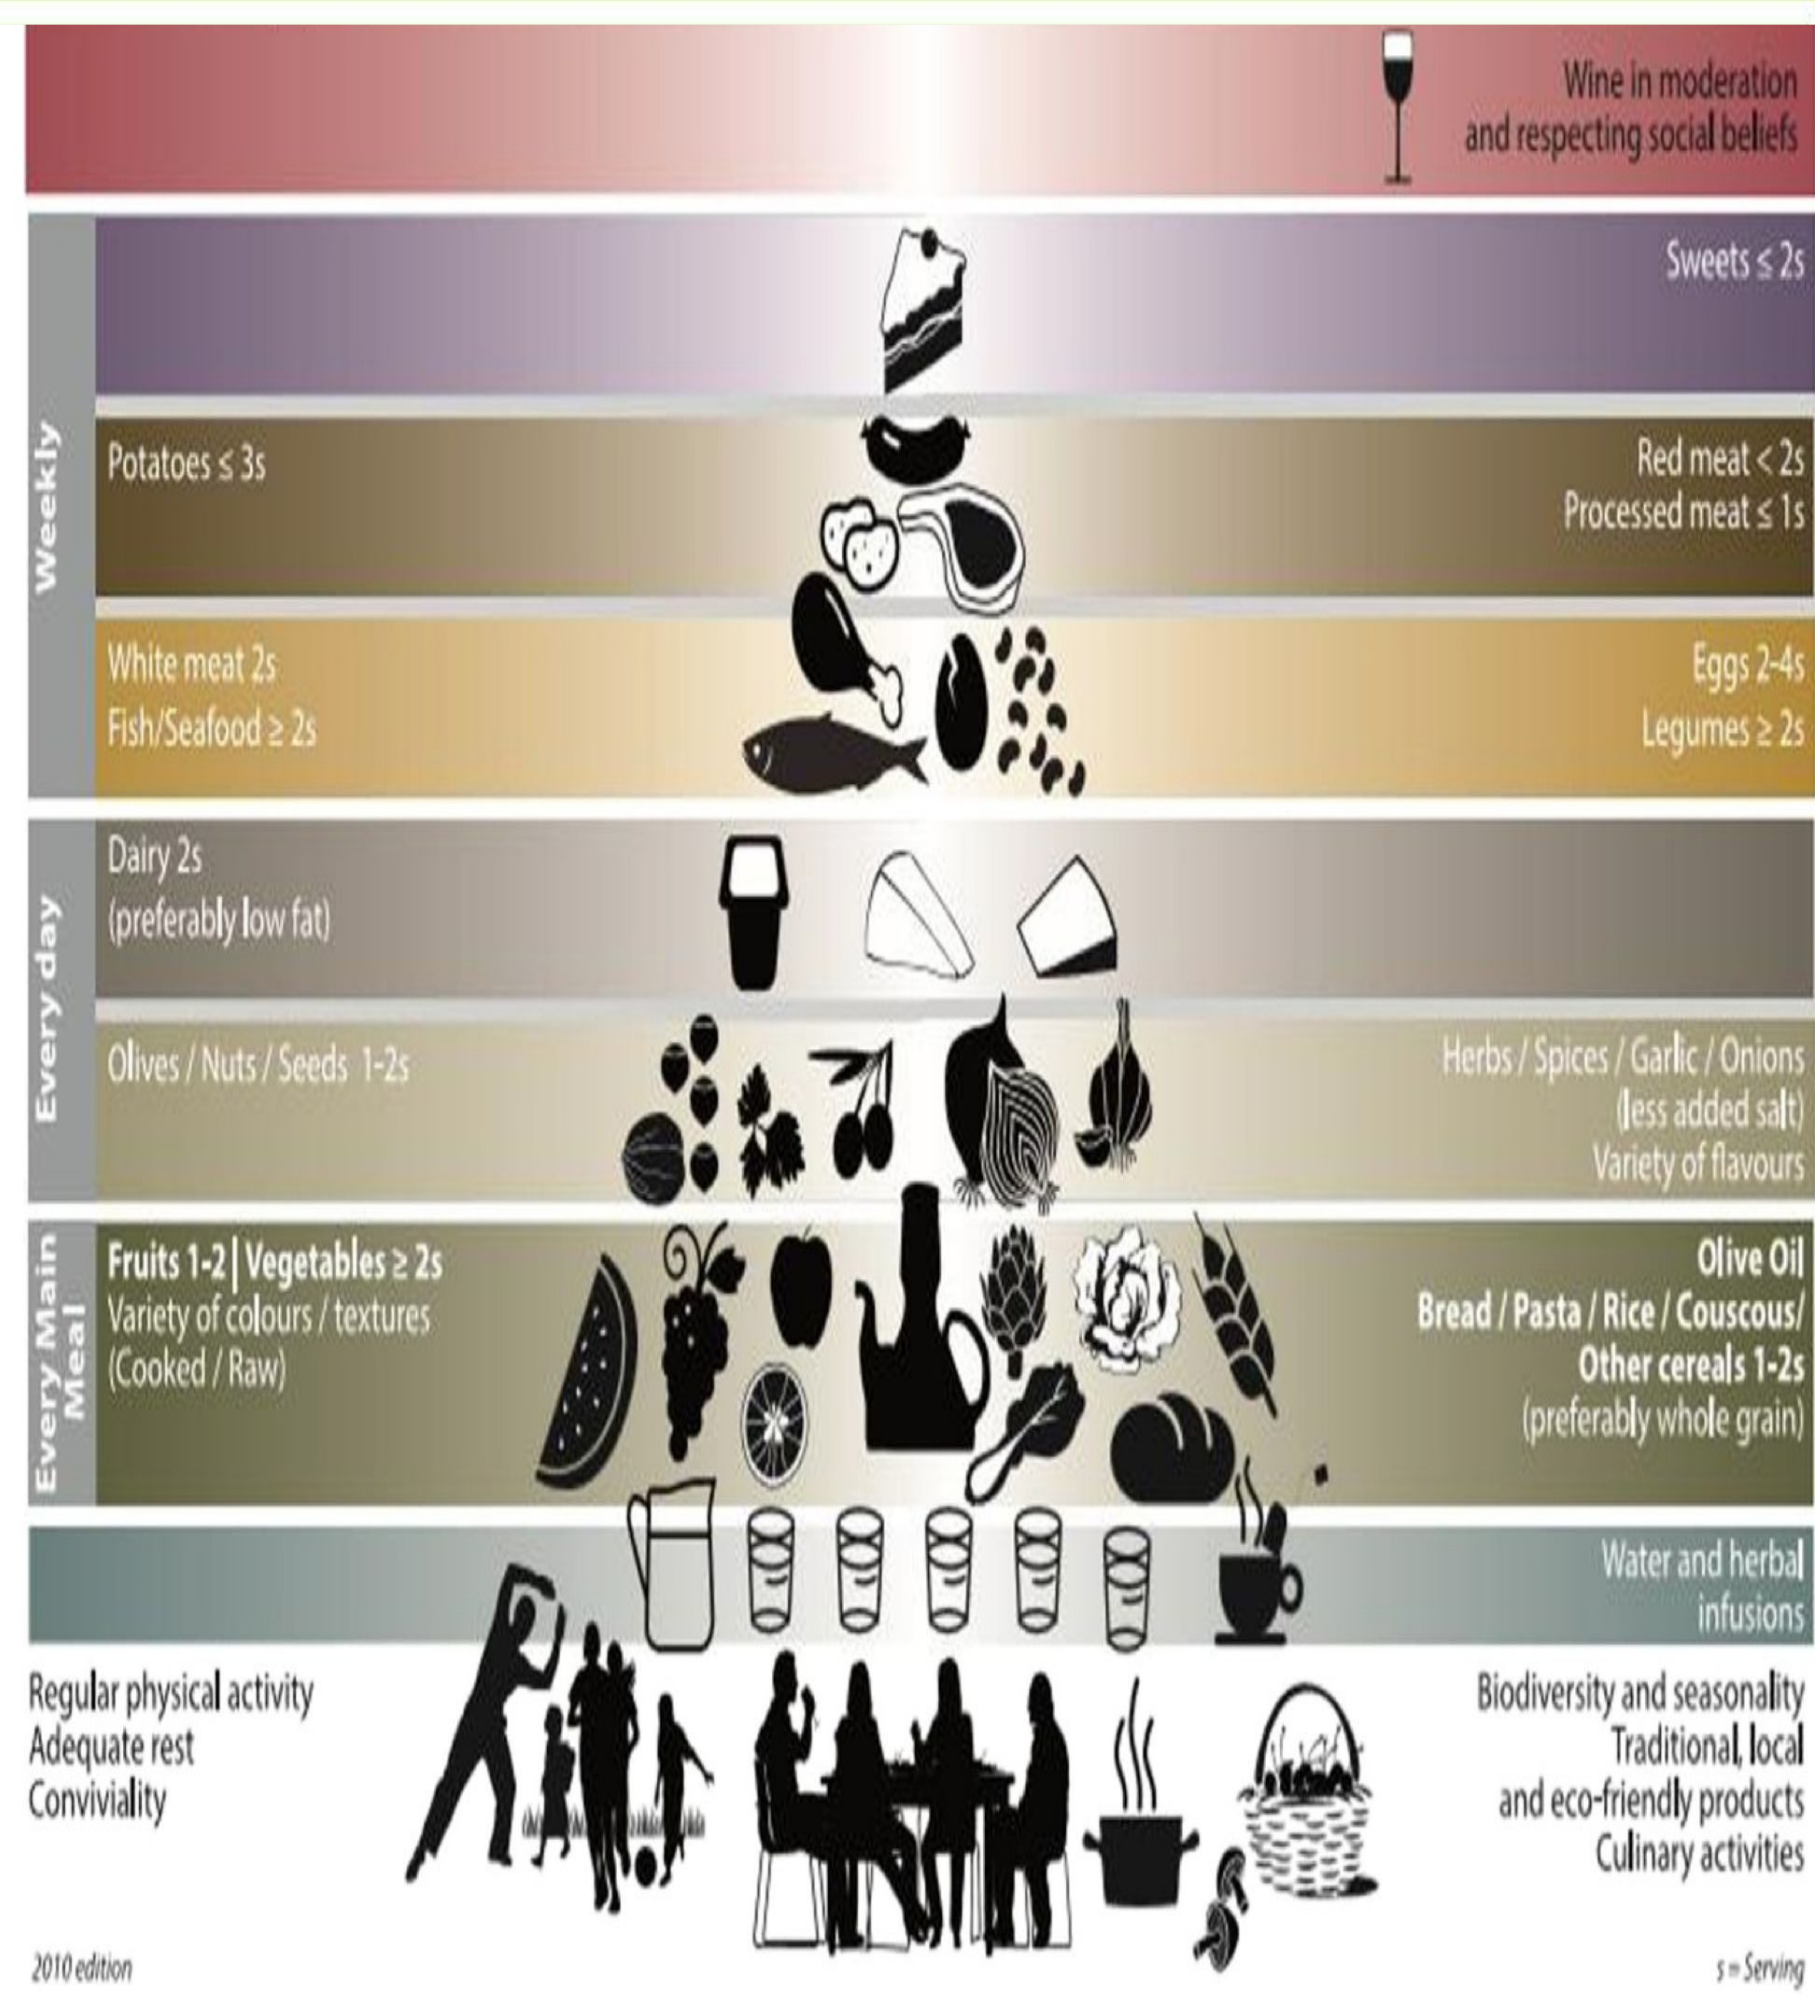 Wine in moderation
and respecting social beliefs
Weekly
Sweets ≤ 2s
Potatoes ≤ 3s
Red meat < 2s
Processed meat ≤ 1s
White meat 2s
Fish/Seafood ≥ 2s
Eggs 2-4s
Legumes ≥ 2s
Every day
Dairy 2s
(preferably low fat)
Olives / Nuts / Seeds 1-2s
Herbs / Spices / Garlic / Onions
(less added salt)
Variety of flavours
Every Main
Meal
Fruits 1-2 | Vegetables ≥ 2s
Variety of colours / textures
(Cooked / Raw)
Olive Oil
Bread / Pasta / Rice / Couscous/
Other cereals 1-2s
(preferably whole grain)
Water and herbal
infusions
Regular physical activity
Adequate rest
Conviviality
Biodiversity and seasonality
Traditional, local
and eco-friendly products
Culinary activities
2010 edition
s = Serving